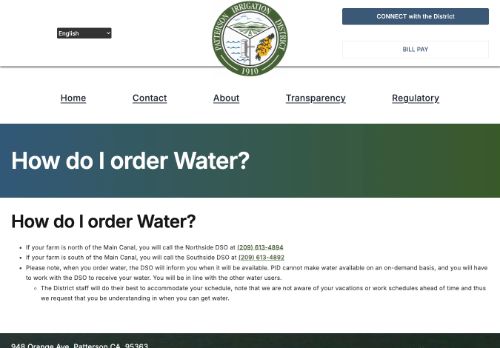 English
PATTERSON IRRIGATION DISTRICT
1910
CONNECT with the District
BILL PAY
Home Contact About Transparency Regulatory
How do I order Water?
How do I order Water?
If your farm is north of the Main Canal, you will call the Northside DSO at (209) 613-4894
If your farm is south of the Main Canal, you will call the Southside DSO at (209) 613-4892
Please note, when you order water, the DSO will inform you when it will be available. PID cannot make water available on an on-demand basis, and you will have
to work with the DSO to receive your water. You will be in line with the other water users.
The District staff will do their best to accommodate your schedule, note that we are not aware of your vacations or work schedules ahead of time and thus
we request that you be understanding in when you can get water.
948 Orange Ave. Patterson CA, 95363